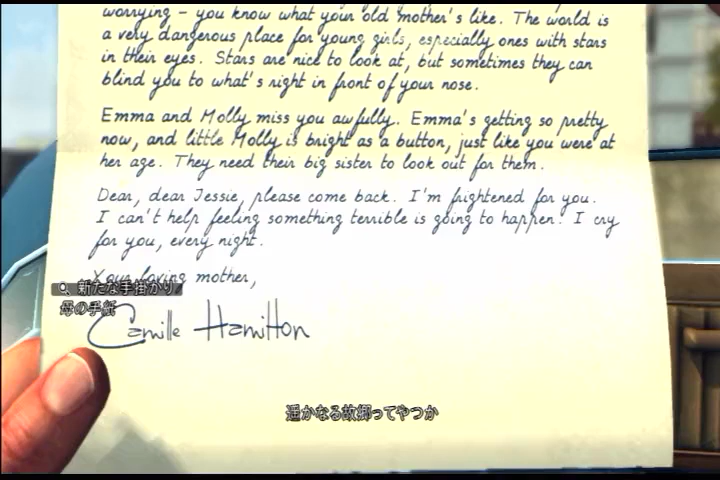 worrying – you know what your old mother's like. The world is
a very dangerous place for young girls, especially ones with stars
in their eyes. Stars are nice to look at, but sometimes they can
blind you to what's right in front of your nose.
Emma and Molly miss you awfully. Emma's getting so pretty
now, and little Molly is bright as a button, just like you were at
her age. They need their big sister to look out for them.
Dear, dear Jessie, please come back. I'm frightened for you.
I can't help feeling something terrible is going to happen. I cry
for you, every night.
Your loving mother,
新たな手掛かり
母の手紙
Camille Hamilton
遥かなる故郷ってやつか